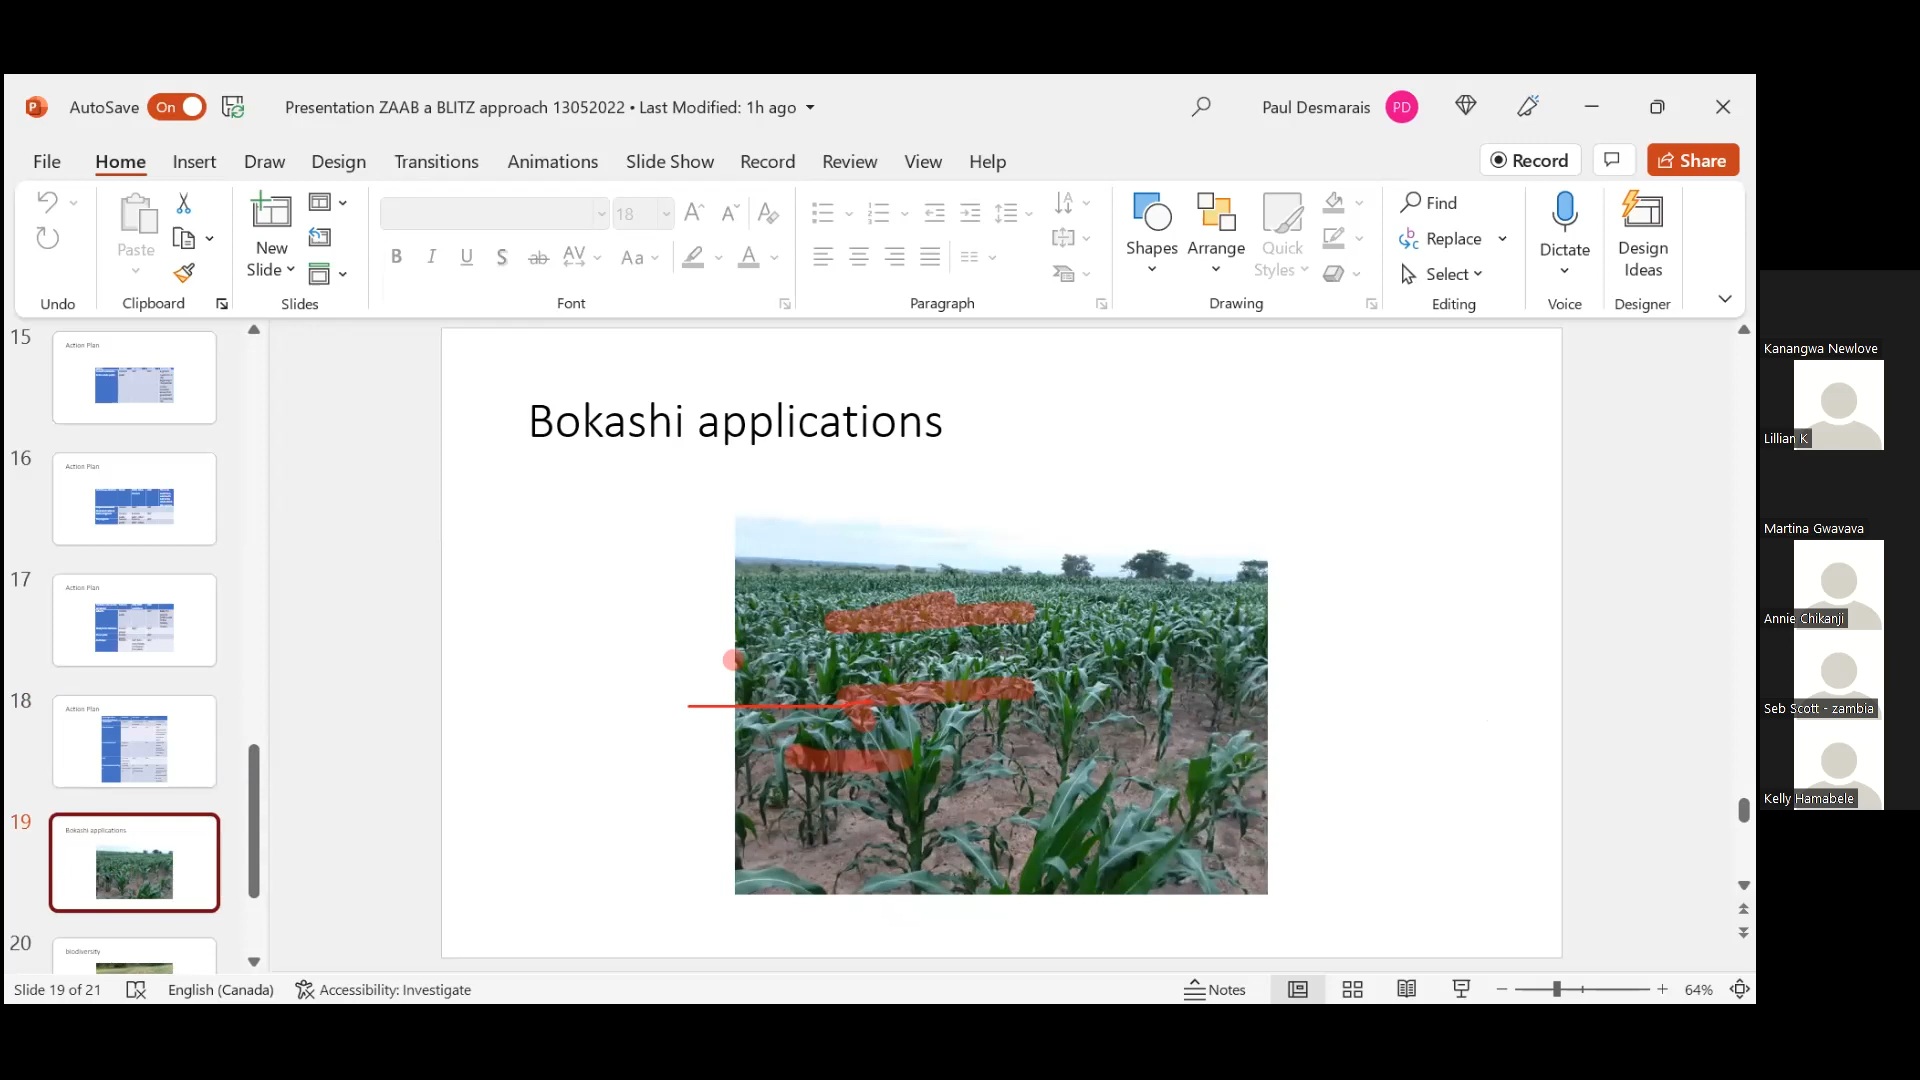 AutoSave On Presentation ZAAB a BLITZ approach 13052022 • Last Modified: 1h ago Paul Desmarais PD
File Home Insert Draw Design Transitions Animations Slide Show Record Review View Help Record Share
Paste
New
Slide
18
B I U S ab AV Aa A
Shapes Arrange Quick
Styles
Find
Replace
Select
Dictate
Design
Ideas
Undo Clipboard Slides Font Paragraph Drawing Editing Voice Designer
15
Action Plan
16
Action Plan
17
Action Plan
18
Action Plan
19
Bokashi applications
20
biodiversity
Bokashi applications
Kanangwa Newlove
Lillian K
Martina Gwavava
Annie Chikanji
Seb Scott - zambia
Kelly Hamabele
Slide 19 of 21 English (Canada) Accessibility: Investigate Notes 64%